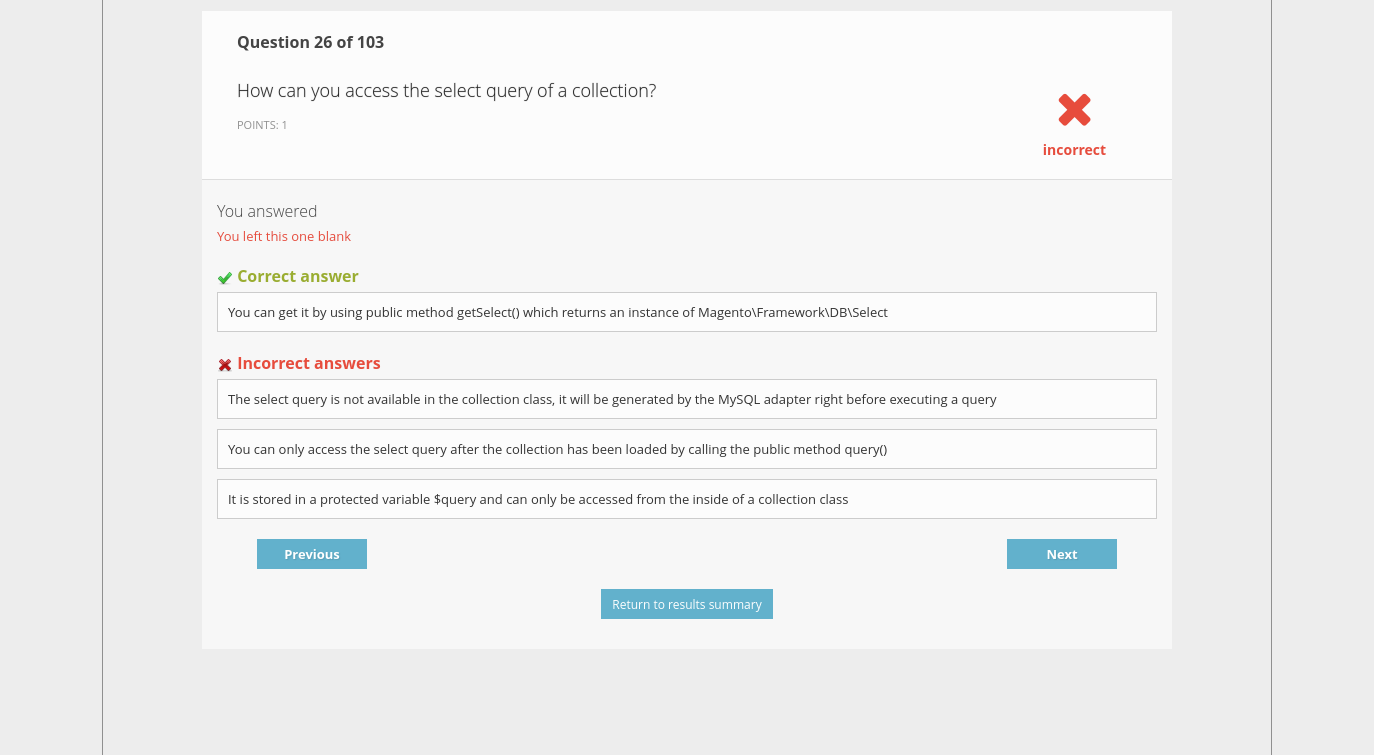 Question 26 of 103
How can you access the select query of a collection?
POINTS: 1
incorrect
You answered
You left this one blank
Correct answer
You can get it by using public method getSelect() which returns an instance of Magento\Framework\DB\Select
Incorrect answers
The select query is not available in the collection class, it will be generated by the MySQL adapter right before executing a query
You can only access the select query after the collection has been loaded by calling the public method query()
It is stored in a protected variable $query and can only be accessed from the inside of a collection class
Previous
Next
Return to results summary